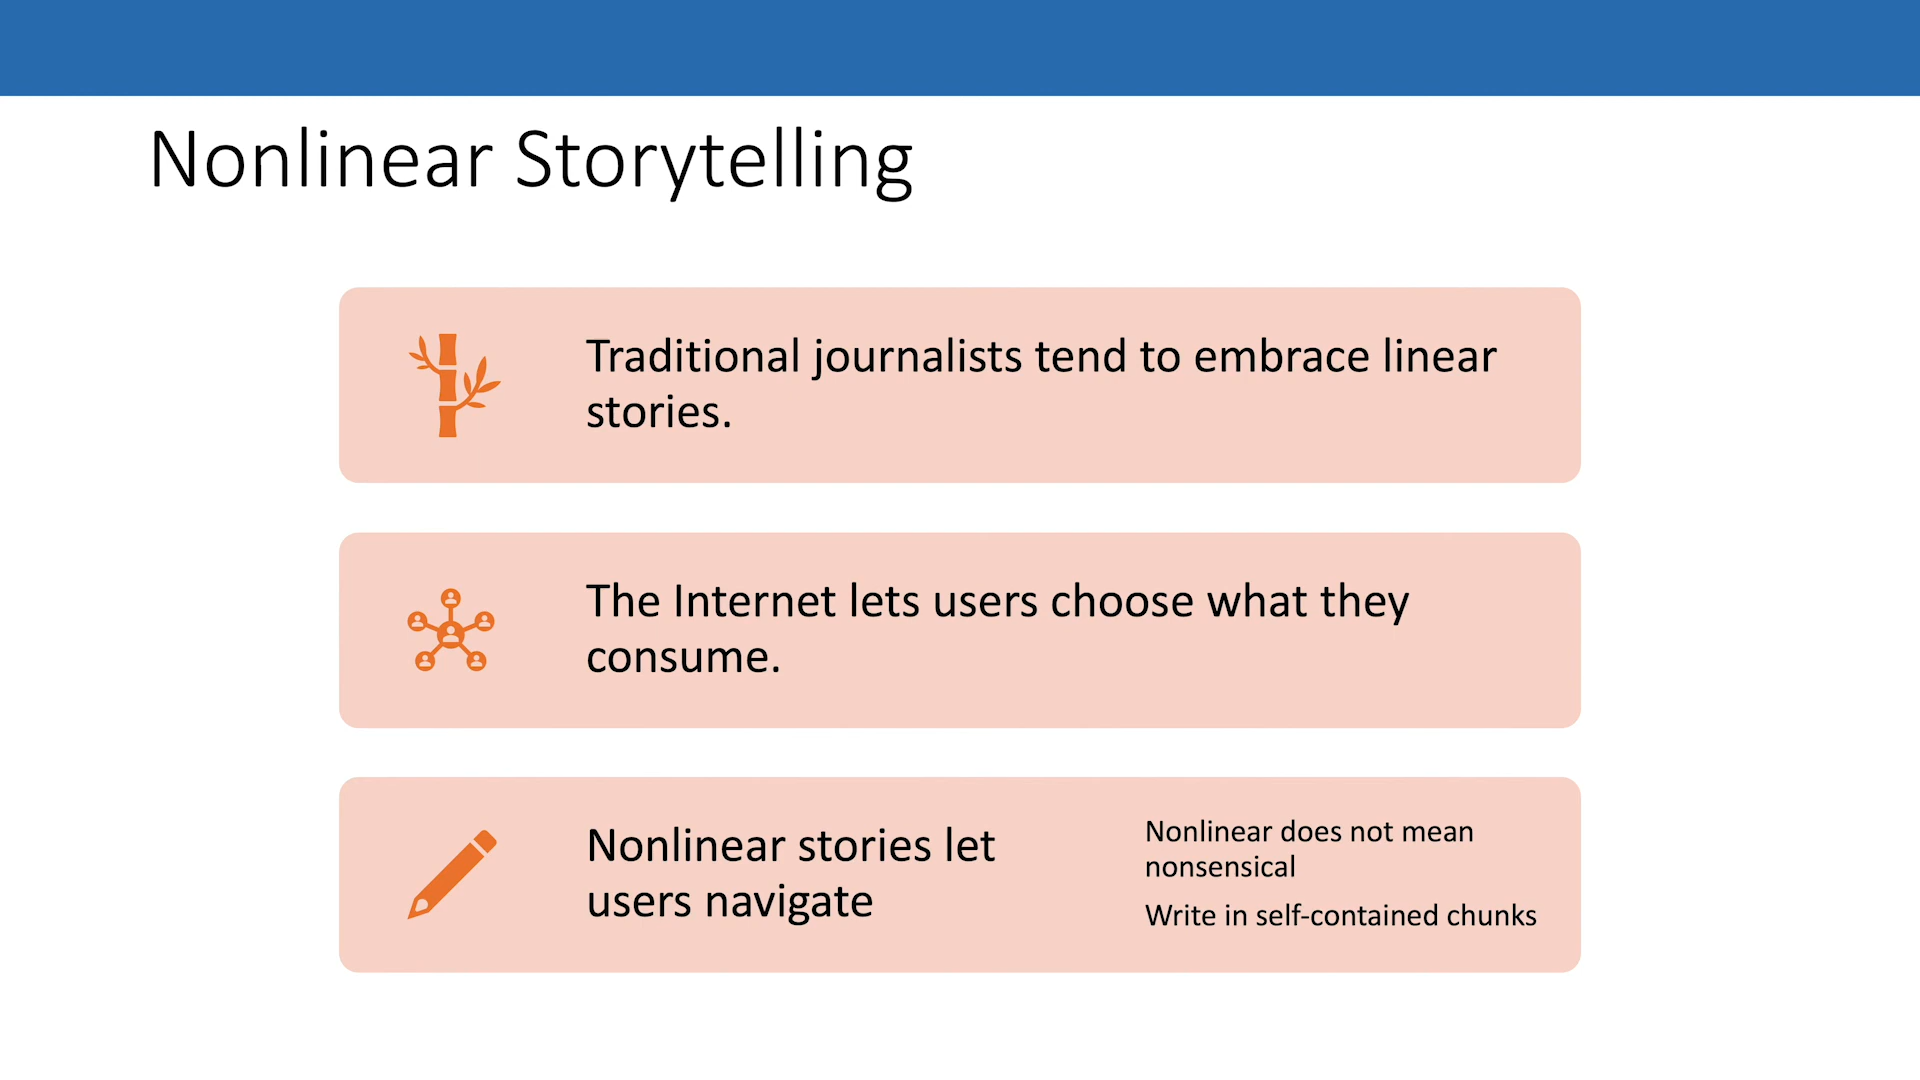 Nonlinear Storytelling
Traditional journalists tend to embrace linear
stories.
The Internet lets users choose what they
consume.
Nonlinear stories let
users navigate
Nonlinear does not mean
nonsensical
Write in self-contained chunks